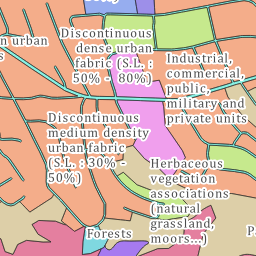 Discontinuous
dense urban
fabric (S.L. :
50% - 80%)
n urban
Industrial,
commercial,
public,
military and
private units
Discontinuous
medium density
urban fabric
(S.L. : 30% -
50%)
Herbaceous
vegetation
associations
(natural
grassland,
moors...)
Forests
P